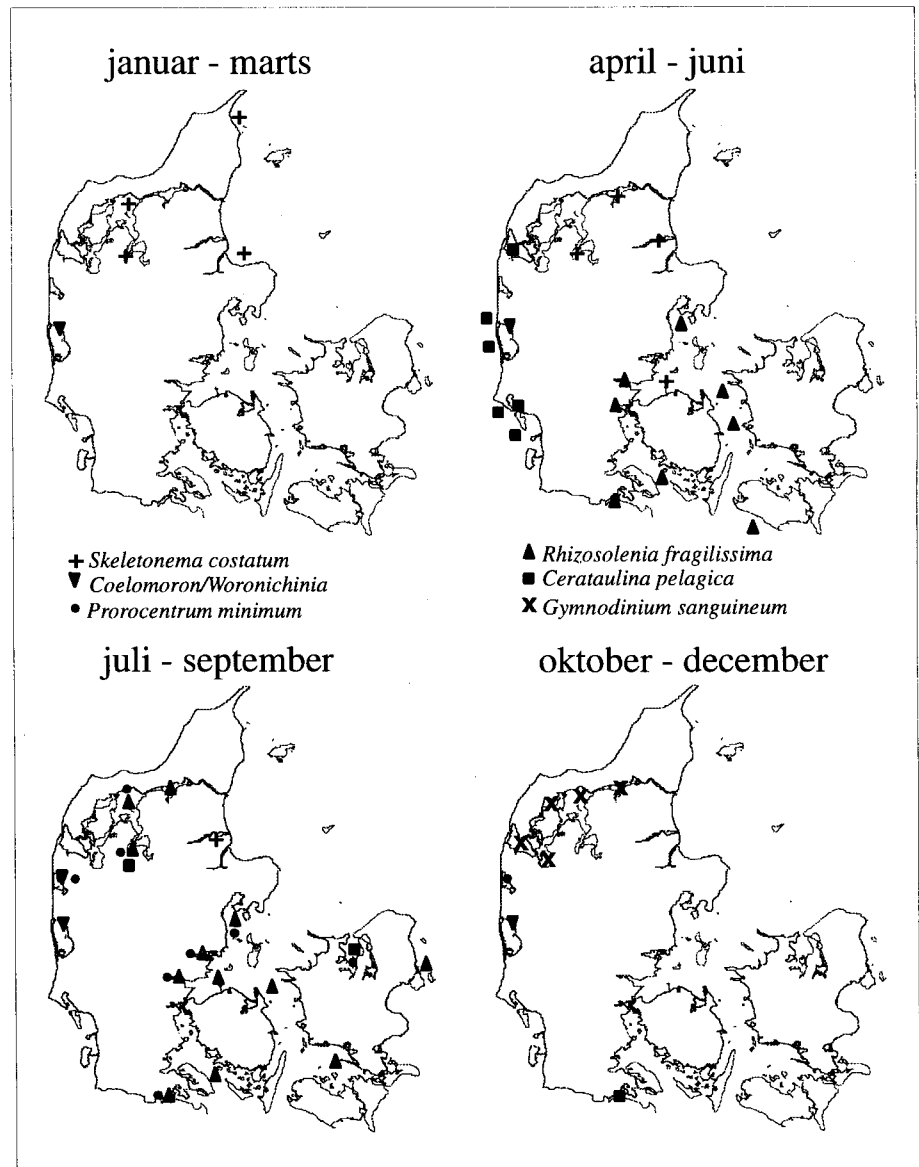 januar - marts
april - juni
Skeletonema costatum
Coelomoron/Woronichinia
Prorocentrum minimum
Rhizosolenia fragilissima
Cerataulina pelagica
Gymnodinium sanguineum
juli - september
oktober - december